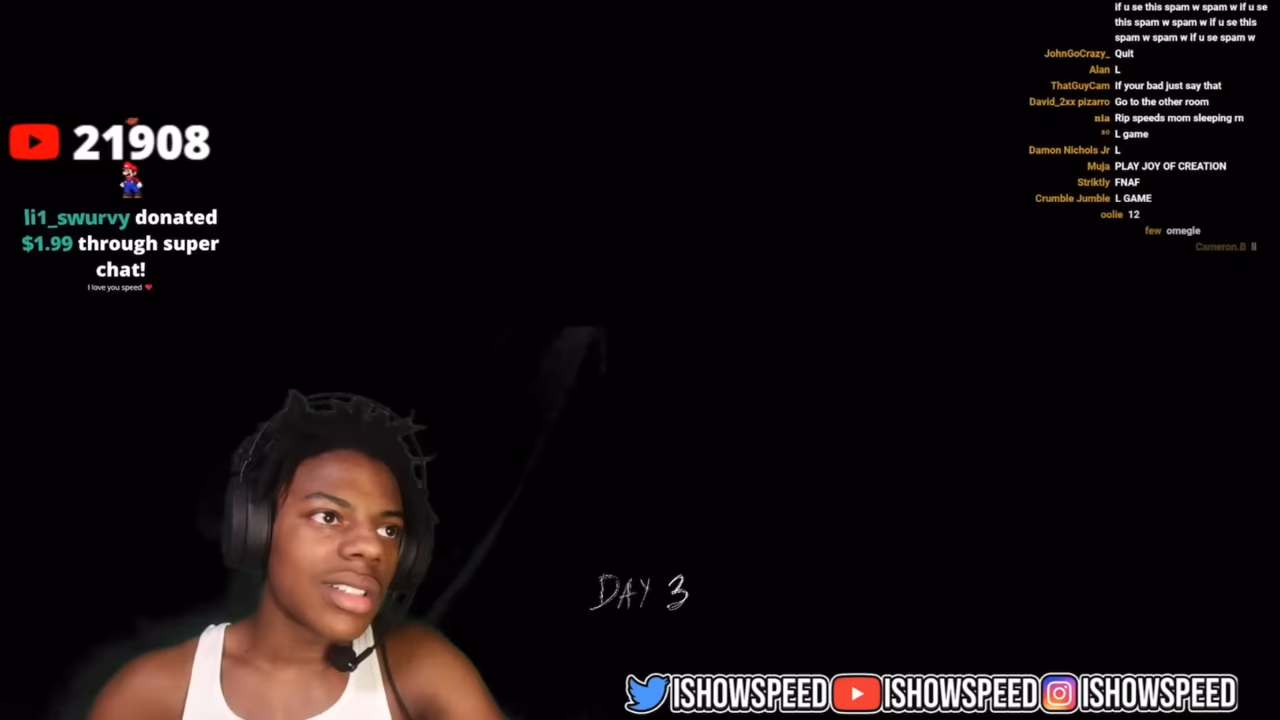 if u se this spam w spam w if u se
this spam w spam w if u se this
spam w spam w if u se spam w
JohnGoCrazy_ Quit
Alan L
ThatGuyCam If your bad just say that
David_2xx pizarro Go to the other room
nia Rip speeds mom sleeping rn
L game
Damon Nichols Jr L
Muja PLAY JOY OF CREATION
Striktly FNAF
Crumble Jumble L GAME
oolie 12
few omegle
Cameron.B ll
21908
li1_swurvy donated
$1.99 through super
chat!
I love you speed ❤
DAY 3
ISHOWSPEED ISHOWSPEED ISHOWSPEED